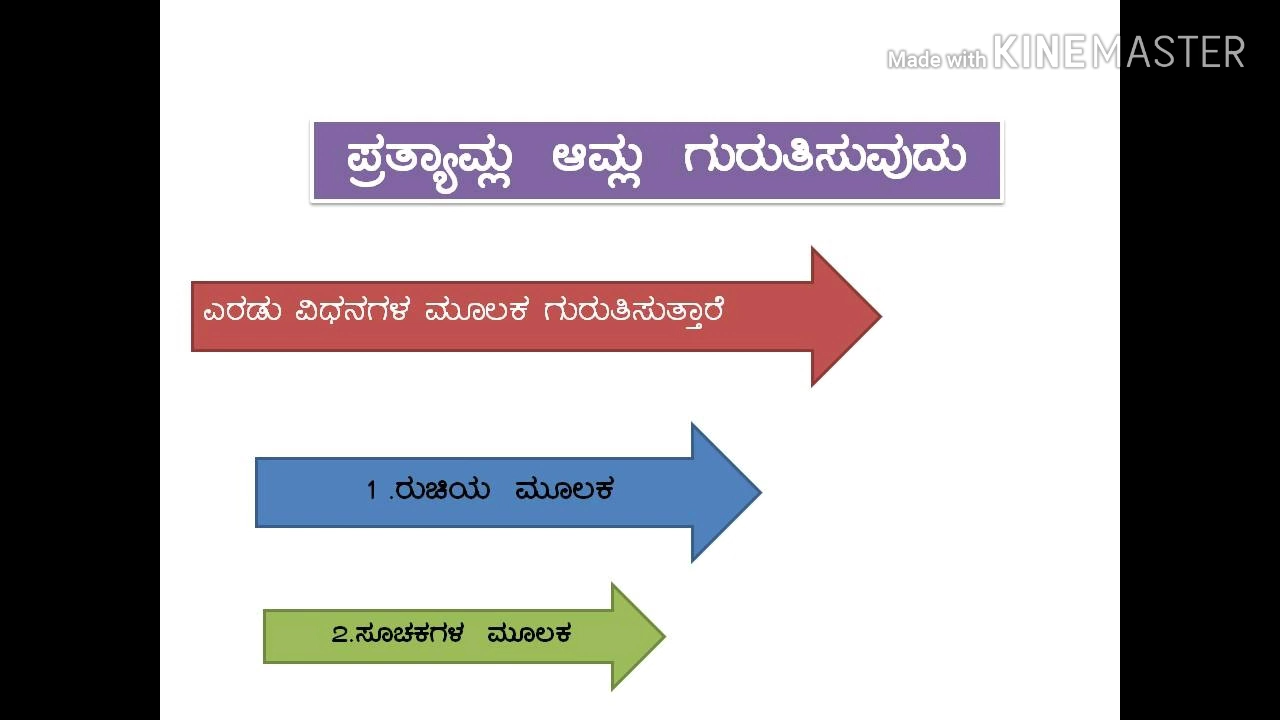 Made with KINEMASTER
ಪ್ರತ್ಯಾಮ್ಲ ಆಮ್ಲ ಗುರುತಿಸುವುದು
ಎರಡು ವಿಧನಗಳ ಮೂಲಕ ಗುರುತಿಸುತ್ತಾರೆ
1 .ರುಚಿಯ ಮೂಲಕ
2.ಸೂಚಕಗಳ ಮೂಲಕ